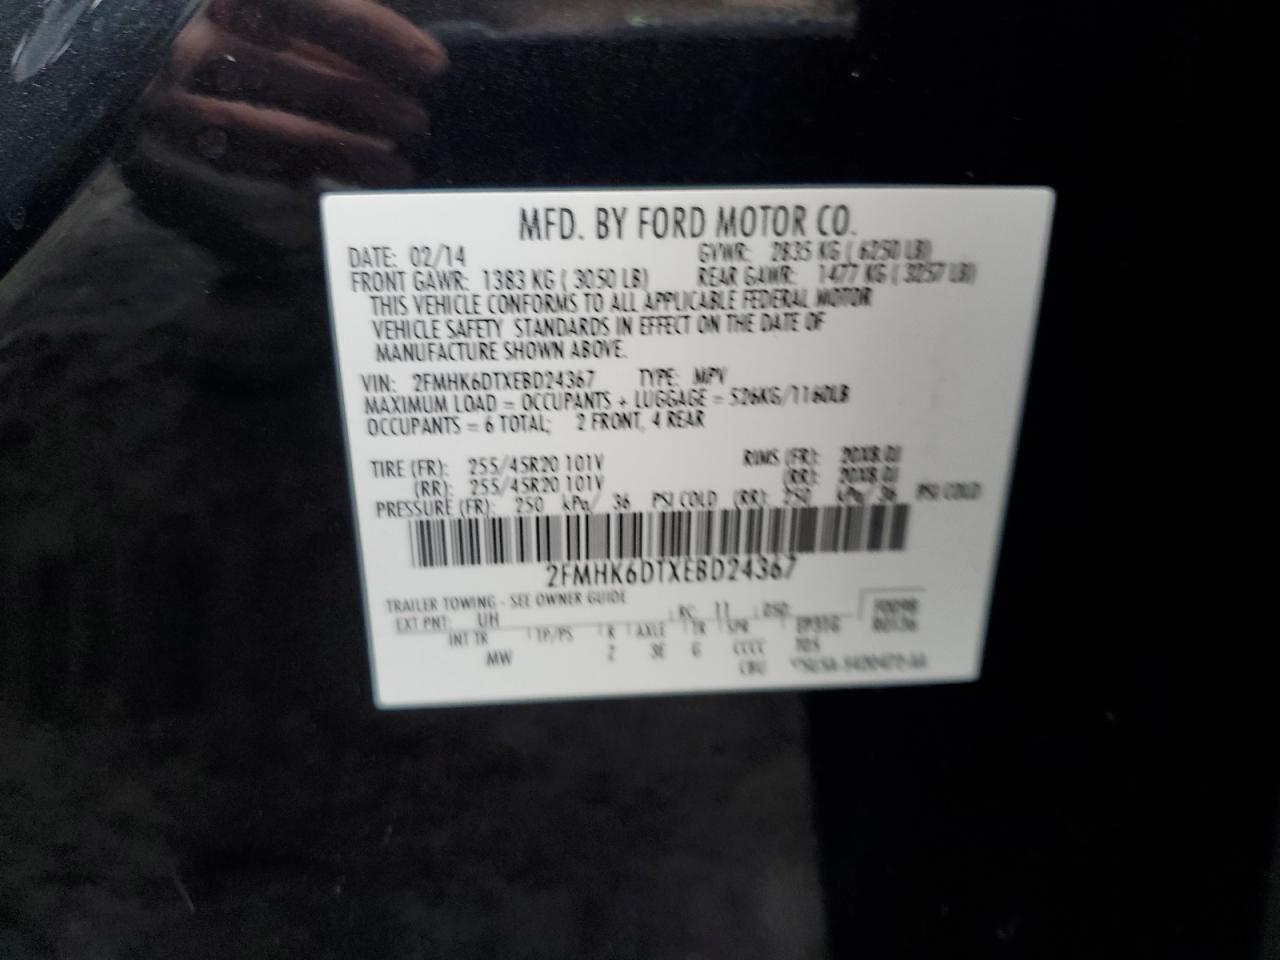 MFD. BY FORD MOTOR CO.
DATE: 02/14 GVWR: 2835 KG ( 6250 LB)
FRONT GAWR: 1383 KG ( 3050 LB) REAR GAWR: 1477 KG ( 3257 LB)
THIS VEHICLE CONFORMS TO ALL APPLICABLE FEDERAL MOTOR
VEHICLE SAFETY STANDARDS IN EFFECT ON THE DATE OF
MANUFACTURE SHOWN ABOVE.
VIN: 2FMHK6DTXEBD24367 TYPE: MPV
MAXIMUM LOAD = OCCUPANTS + LUGGAGE = 526KG/1160LB
OCCUPANTS = 6 TOTAL; 2 FRONT, 4 REAR
TIRE (FR): 255/45R20 101V RIMS (FR): 20X8.0J
(RR): 255/45R20 101V (RR): 20X8.0J
PRESSURE (FR): 250 kPa/ 36 PSI COLD (RR): 250 kPa/ 36 PSI COLD
2FMHK6DTXEBD24367
TRAILER TOWING - SEE OWNER GUIDE
EXT PNT: UH RC: 11 DSO:
INT TR TP/PS R AXLE TR SPR
MW 2 3E G CCCC